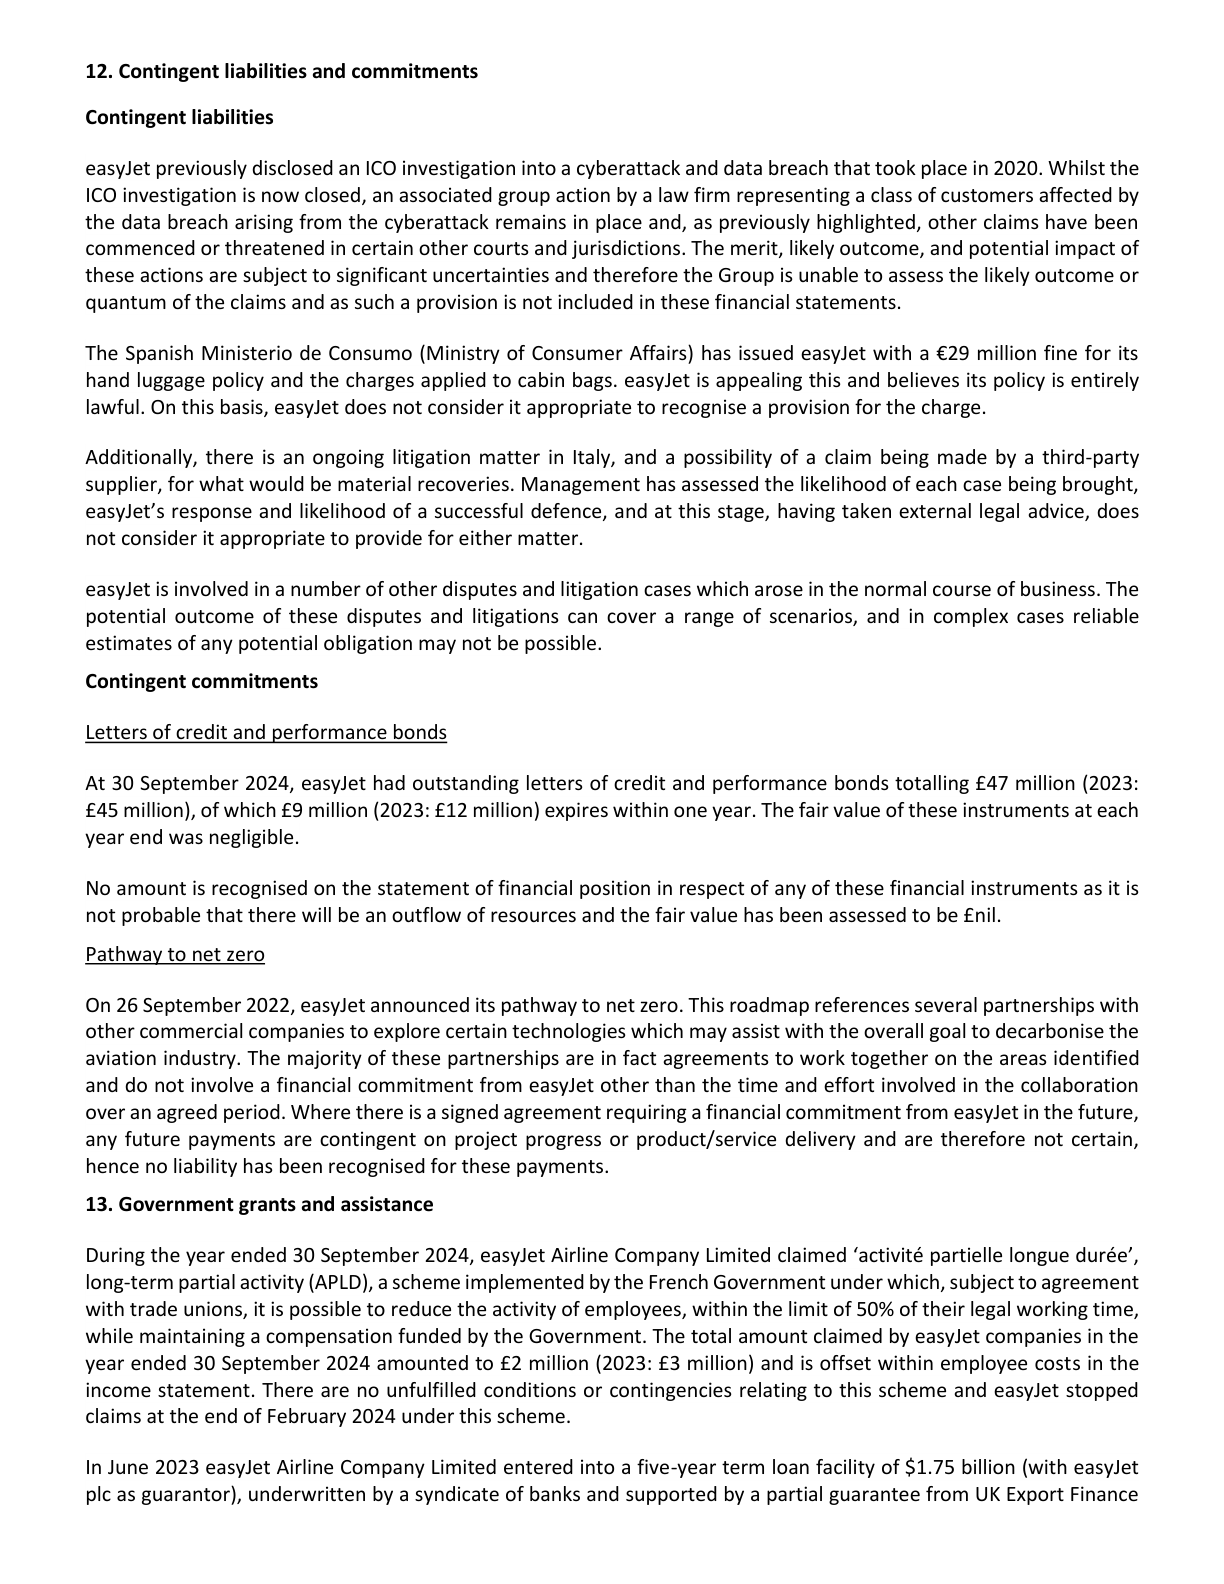 12. Contingent liabilities and commitments
Contingent liabilities
easyJet previously disclosed an ICO investigation into a cyberattack and data breach that took place in 2020. Whilst the
ICO investigation is now closed, an associated group action by a law firm representing a class of customers affected by
the data breach arising from the cyberattack remains in place and, as previously highlighted, other claims have been
commenced or threatened in certain other courts and jurisdictions. The merit, likely outcome, and potential impact of
these actions are subject to significant uncertainties and therefore the Group is unable to assess the likely outcome or
quantum of the claims and as such a provision is not included in these financial statements.
The Spanish Ministerio de Consumo (Ministry of Consumer Affairs) has issued easyJet with a €29 million fine for its
hand luggage policy and the charges applied to cabin bags. easyJet is appealing this and believes its policy is entirely
lawful. On this basis, easyJet does not consider it appropriate to recognise a provision for the charge.
Additionally, there is an ongoing litigation matter in Italy, and a possibility of a claim being made by a third-party
supplier, for what would be material recoveries. Management has assessed the likelihood of each case being brought,
easyJet’s response and likelihood of a successful defence, and at this stage, having taken external legal advice, does
not consider it appropriate to provide for either matter.
easyJet is involved in a number of other disputes and litigation cases which arose in the normal course of business. The
potential outcome of these disputes and litigations can cover a range of scenarios, and in complex cases reliable
estimates of any potential obligation may not be possible.
Contingent commitments
Letters of credit and performance bonds
At 30 September 2024, easyJet had outstanding letters of credit and performance bonds totalling £47 million (2023:
£45 million), of which £9 million (2023: £12 million) expires within one year. The fair value of these instruments at each
year end was negligible.
No amount is recognised on the statement of financial position in respect of any of these financial instruments as it is
not probable that there will be an outflow of resources and the fair value has been assessed to be £nil.
Pathway to net zero
On 26 September 2022, easyJet announced its pathway to net zero. This roadmap references several partnerships with
other commercial companies to explore certain technologies which may assist with the overall goal to decarbonise the
aviation industry. The majority of these partnerships are in fact agreements to work together on the areas identified
and do not involve a financial commitment from easyJet other than the time and effort involved in the collaboration
over an agreed period. Where there is a signed agreement requiring a financial commitment from easyJet in the future,
any future payments are contingent on project progress or product/service delivery and are therefore not certain,
hence no liability has been recognised for these payments.
13. Government grants and assistance
During the year ended 30 September 2024, easyJet Airline Company Limited claimed ‘activité partielle longue durée’,
long-term partial activity (APLD), a scheme implemented by the French Government under which, subject to agreement
with trade unions, it is possible to reduce the activity of employees, within the limit of 50% of their legal working time,
while maintaining a compensation funded by the Government. The total amount claimed by easyJet companies in the
year ended 30 September 2024 amounted to £2 million (2023: £3 million) and is offset within employee costs in the
income statement. There are no unfulfilled conditions or contingencies relating to this scheme and easyJet stopped
claims at the end of February 2024 under this scheme.
In June 2023 easyJet Airline Company Limited entered into a five-year term loan facility of $1.75 billion (with easyJet
plc as guarantor), underwritten by a syndicate of banks and supported by a partial guarantee from UK Export Finance